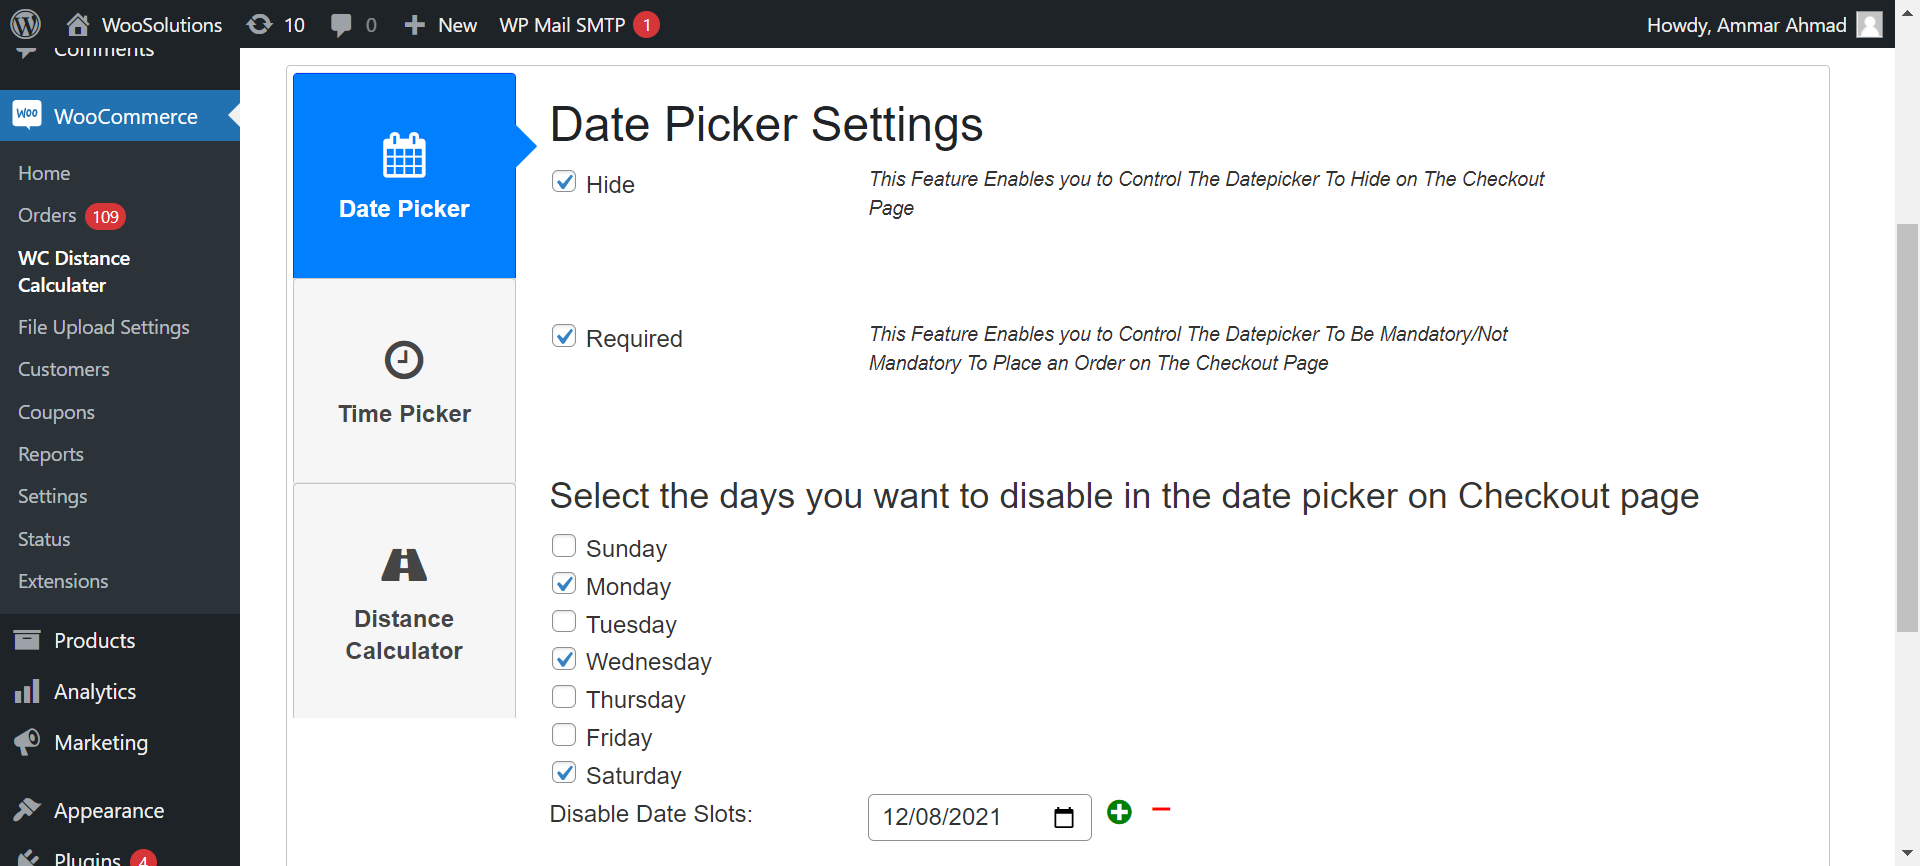 WooSolutions 10 0 New WP Mail SMTP 1 Howdy, Ammar Ahmad
Comments
Woo WooCommerce
Home
Orders 109
WC Distance
Calculater
File Upload Settings
Customers
Coupons
Reports
Settings
Status
Extensions
Products
Analytics
Marketing
Appearance
Plugins 4
Date Picker
Time Picker
Distance
Calculator
Date Picker Settings
Hide
This Feature Enables you to Control The Datepicker To Hide on The Checkout
Page
Required
This Feature Enables you to Control The Datepicker To Be Mandatory/Not
Mandatory To Place an Order on The Checkout Page
Select the days you want to disable in the date picker on Checkout page
Sunday
Monday
Tuesday
Wednesday
Thursday
Friday
Saturday
Disable Date Slots: 12/08/2021